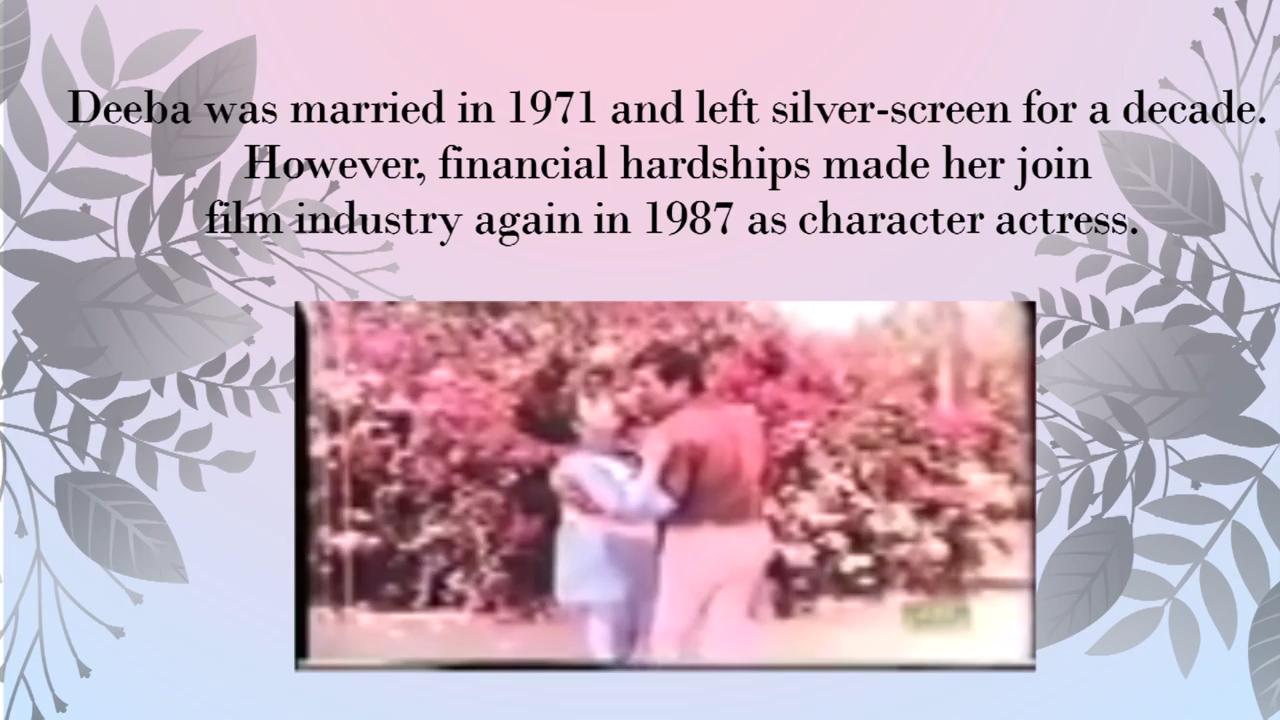 Deeba was married in 1971 and left silver-screen for a decade.
However, financial hardships made her join
film industry again in 1987 as character actress.